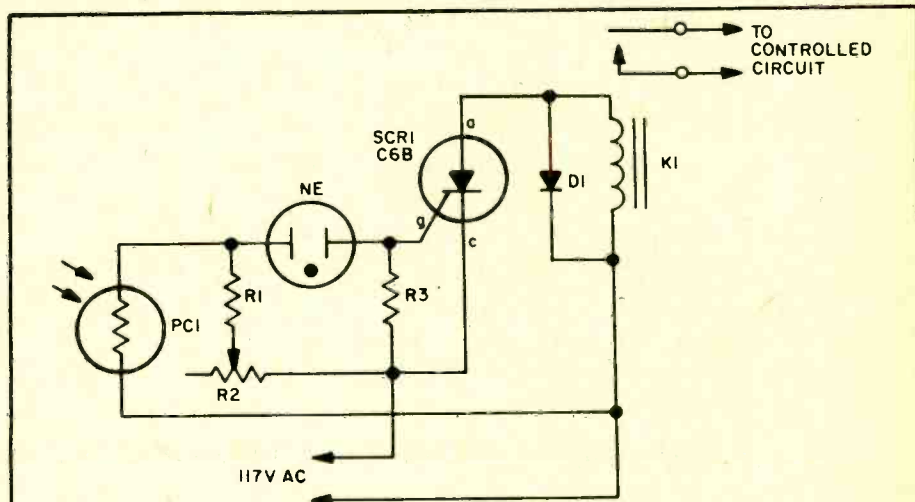 TO
CONTROLLED
CIRCUIT
a
SCR1
C6B
K1
D1
NE
g
c
R1
R3
PC1
R2
117V AC